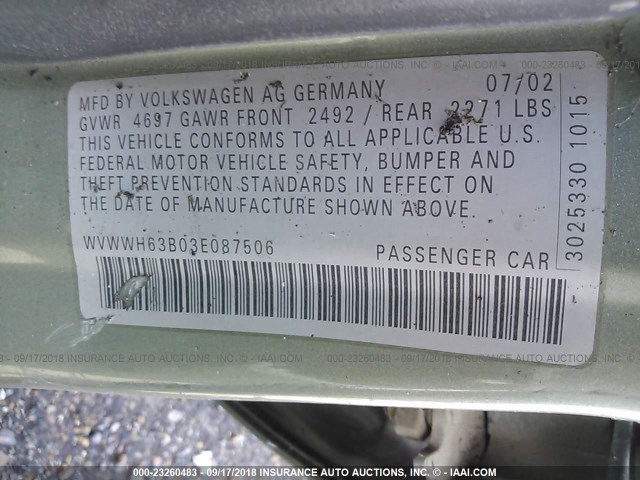 07/02
MFD BY VOLKSWAGEN AG GERMANY
GVWR 4697 GAWR FRONT 2492 / REAR 2271 LBS
THIS VEHICLE CONFORMS TO ALL APPLICABLE U.S.
FEDERAL MOTOR VEHICLE SAFETY, BUMPER AND
THEFT PREVENTION STANDARDS IN EFFECT ON
THE DATE OF MANUFACTURE SHOWN ABOVE.
WVWWH63B03E087506 PASSENGER CAR
3025330 1015
000-23260483 - 09/17/2018 - INSURANCE AUTO AUCTIONS - © - IAAI.COM